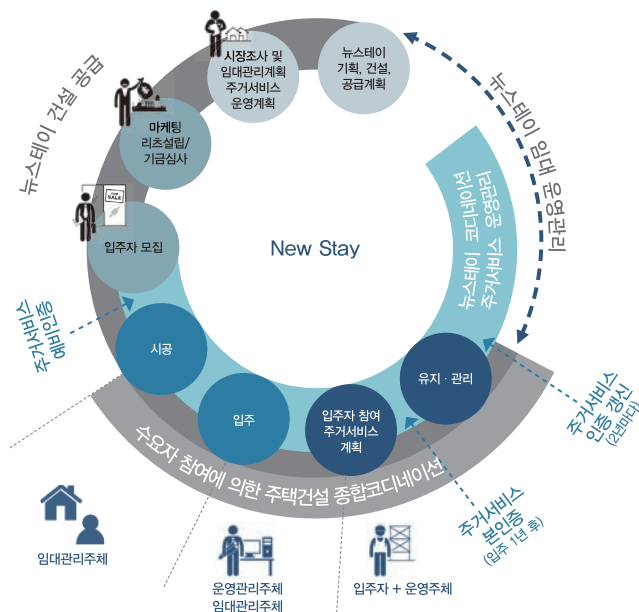 뉴스테이 건설 공급
시장조사 및
임대관리계획
주거서비스
운영계획
뉴스테이
기획, 건설,
공급계획
마케팅
리츠설립/
기금심사
FOR
SALE
입주자 모집
New Stay
뉴스테이 임대 운영관리
뉴스테이 코디네이션
주거서비스 운영관리
주거서비스
예비인증
시공
입주
입주자 참여
주거서비스
계획
유지·관리
수요자 참여에 의한 주택건설 종합코디네이션
주거서비스
인증 갱신
(2년마다)
주거서비스
본인증
(입주 1년 후)
임대관리주체
운영관리주체
임대관리주체
입주자 + 운영주체